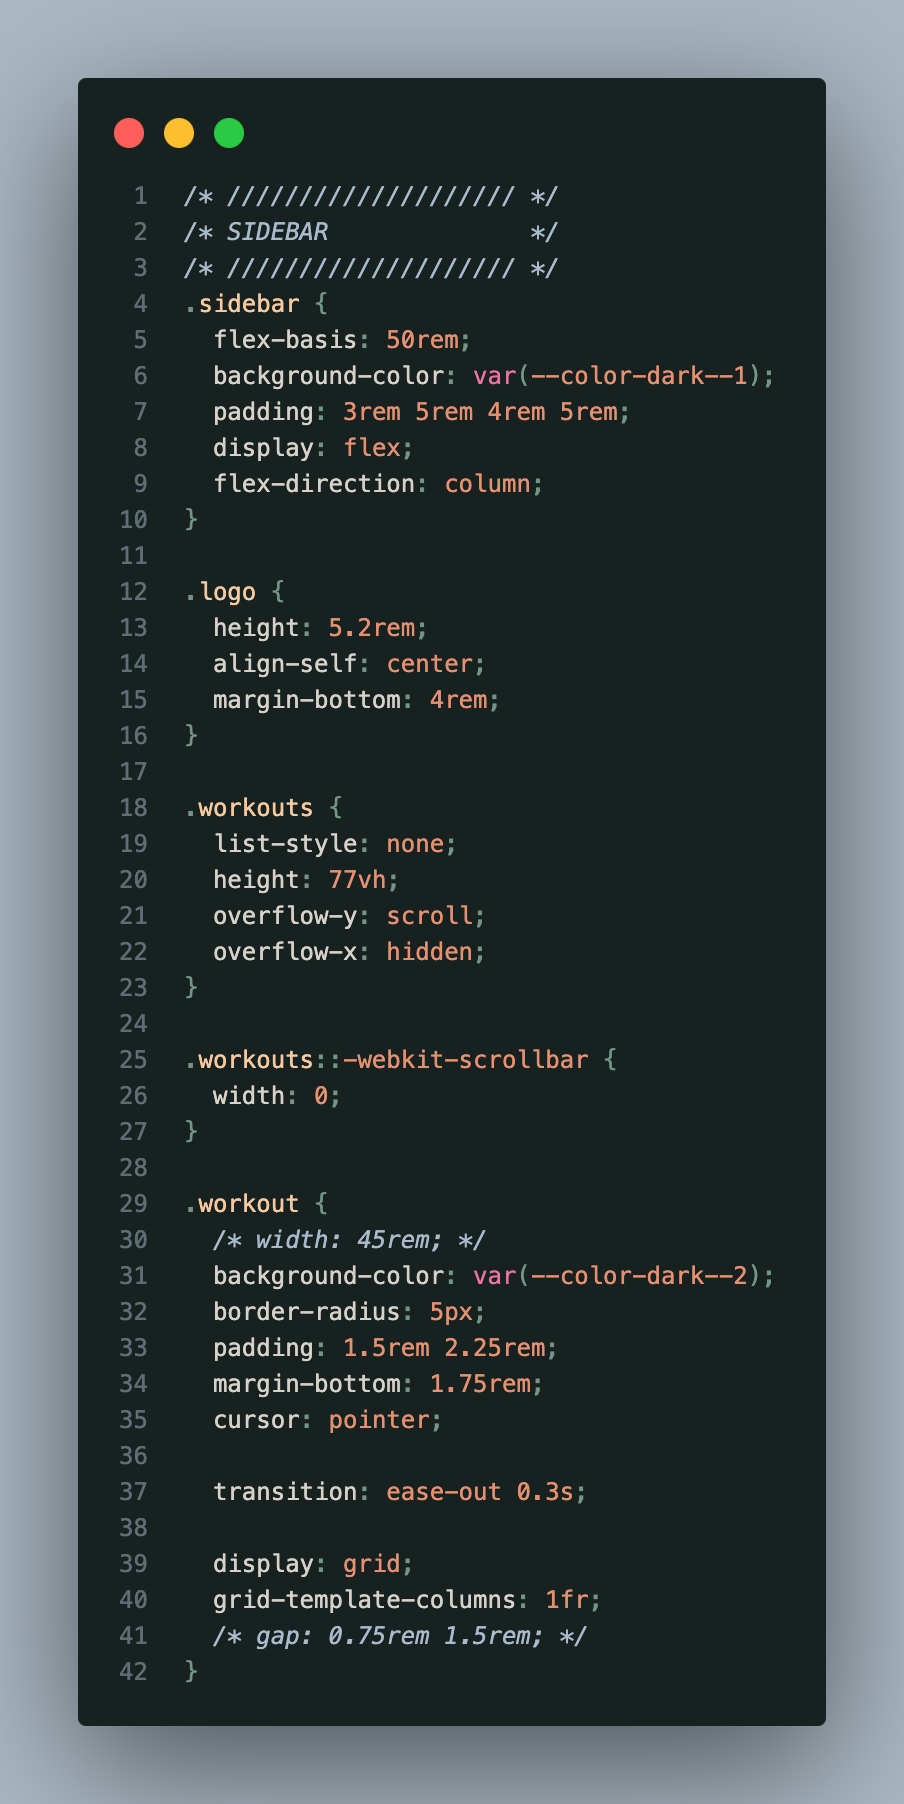 1 /* //////////////////// */
2 /* SIDEBAR              */
3 /* //////////////////// */
4 .sidebar {
5   flex-basis: 50rem;
6   background-color: var(--color-dark--1);
7   padding: 3rem 5rem 4rem 5rem;
8   display: flex;
9   flex-direction: column;
10 }
11
12 .logo {
13   height: 5.2rem;
14   align-self: center;
15   margin-bottom: 4rem;
16 }
17
18 .workouts {
19   list-style: none;
20   height: 77vh;
21   overflow-y: scroll;
22   overflow-x: hidden;
23 }
24
25 .workouts::-webkit-scrollbar {
26   width: 0;
27 }
28
29 .workout {
30   /* width: 45rem; */
31   background-color: var(--color-dark--2);
32   border-radius: 5px;
33   padding: 1.5rem 2.25rem;
34   margin-bottom: 1.75rem;
35   cursor: pointer;
36
37   transition: ease-out 0.3s;
38
39   display: grid;
40   grid-template-columns: 1fr;
41   /* gap: 0.75rem 1.5rem; */
42 }